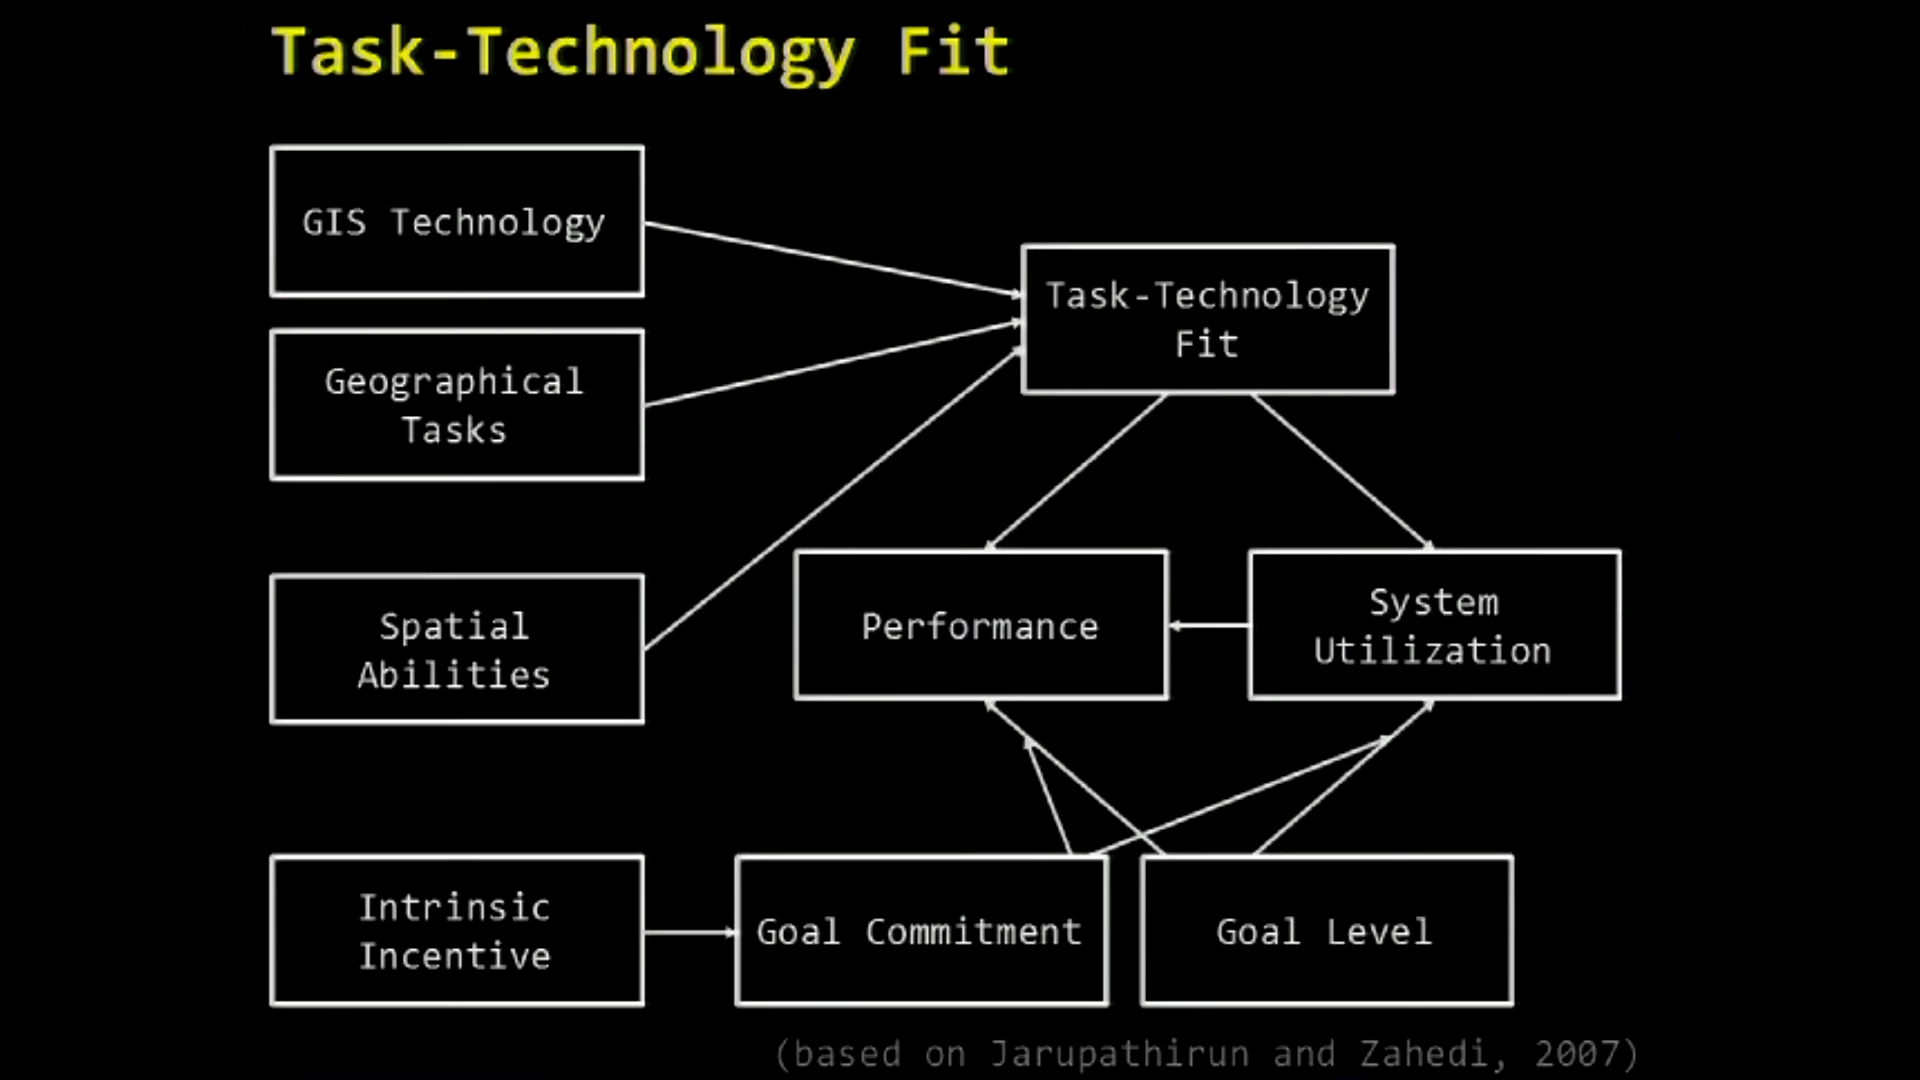 Task-Technology Fit
GIS Technology
Task-Technology
Fit
Geographical
Tasks
Spatial
Abilities
Performance
System
Utilization
Intrinsic
Incentive
Goal Commitment
Goal Level
(based on Jarupathirun and Zahedi, 2007)